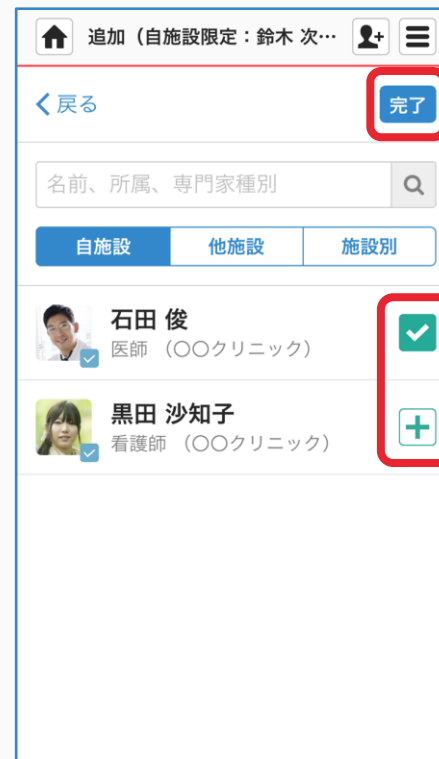 追加（自施設限定：鈴木 次…
戻る
完了
名前、所属、専門家種別
自施設 他施設 施設別
石田 俊
医師 （〇〇クリニック）
黒田 沙知子
看護師 （〇〇クリニック）